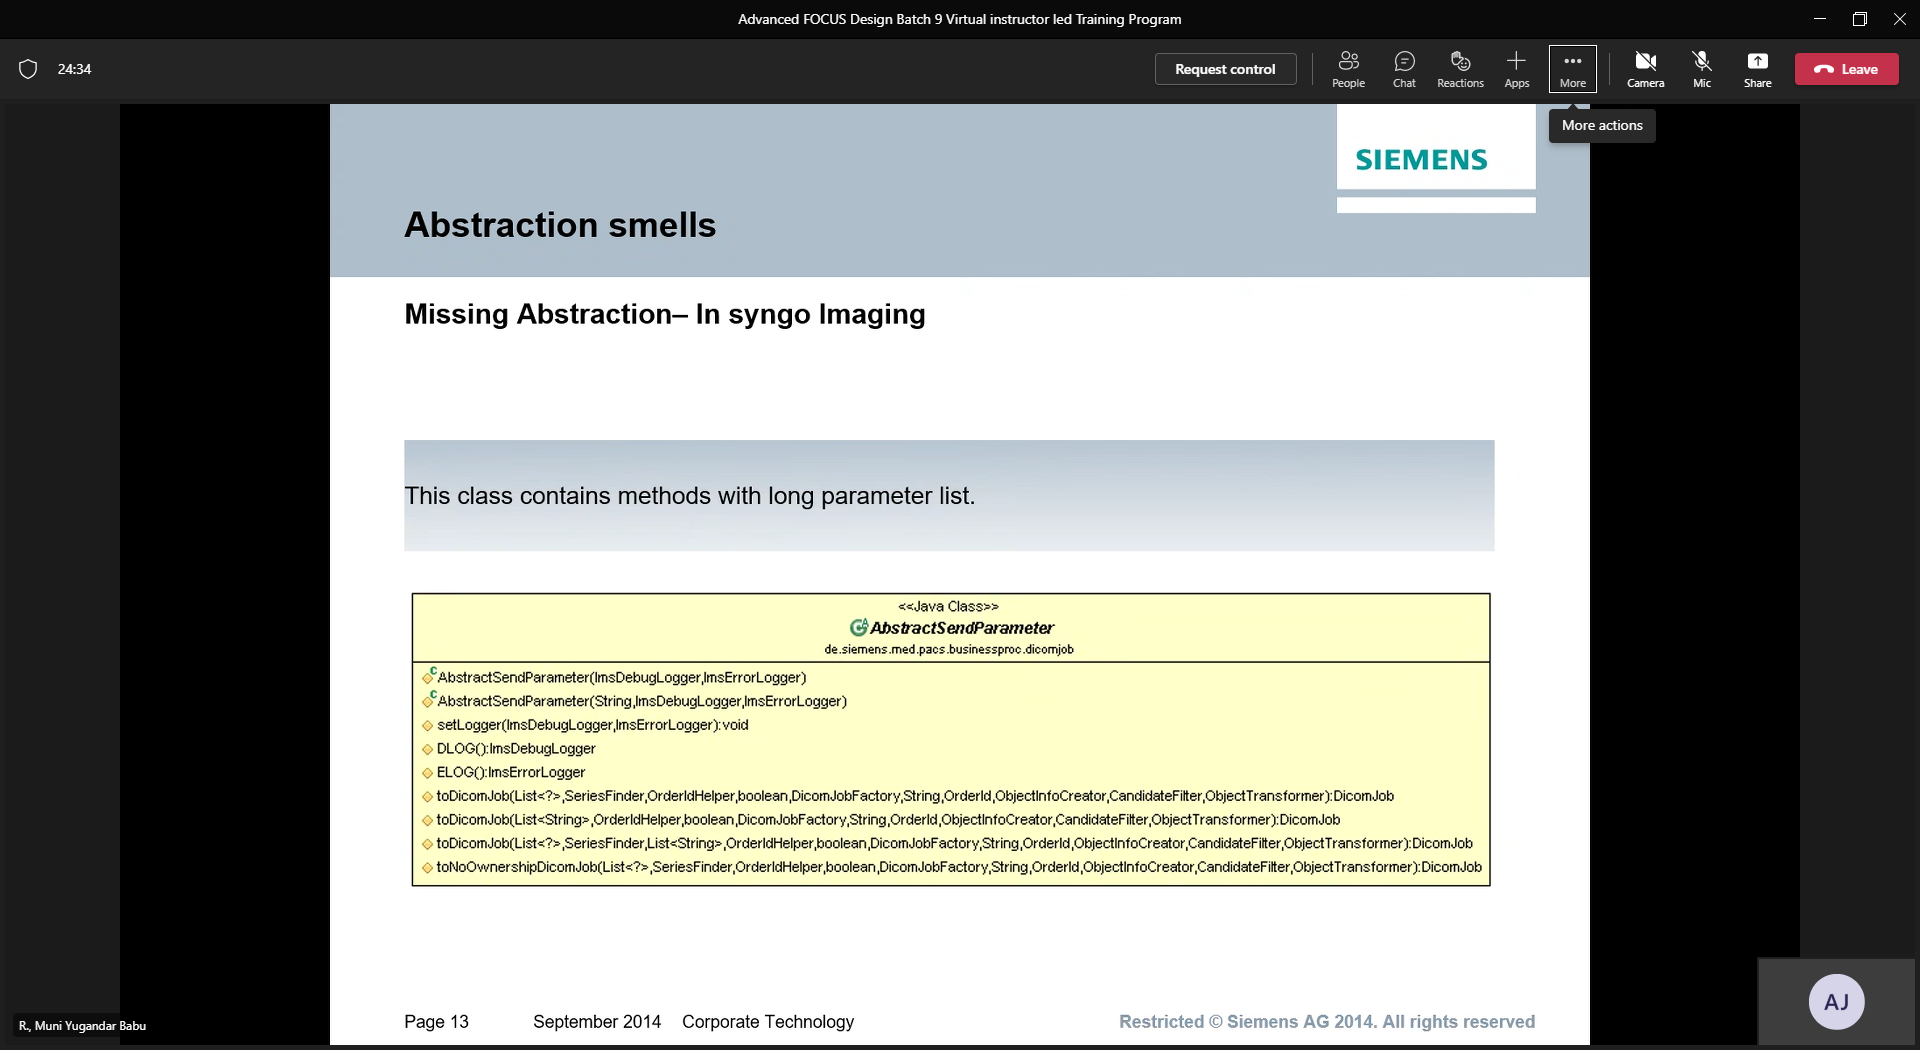 Advanced FOCUS Design Batch 9 Virtual instructor led Training Program
24:34
Request control
People
Chat
Reactions
Apps
More
Camera
Mic
Share
Leave
More actions
SIEMENS
Abstraction smells
Missing Abstraction– In syngo Imaging
This class contains methods with long parameter list.
<<Java Class>>
AbstractSendParameter
de.siemens.med.pacs.businessproc.dicomjob
AbstractSendParameter(ImsDebugLogger,ImsErrorLogger)
AbstractSendParameter(String,ImsDebugLogger,ImsErrorLogger)
setLogger(ImsDebugLogger,ImsErrorLogger):void
DLOG():ImsDebugLogger
ELOG():ImsErrorLogger
toDicomJob(List<?>,SeriesFinder,OrderIdHelper,boolean,DicomJobFactory,String,OrderId,ObjectInfoCreator,CandidateFilter,ObjectTransformer):DicomJob
toDicomJob(List<String>,OrderIdHelper,boolean,DicomJobFactory,String,OrderId,ObjectInfoCreator,CandidateFilter,ObjectTransformer):DicomJob
toDicomJob(List<?>,SeriesFinder,List<String>,OrderIdHelper,boolean,DicomJobFactory,String,OrderId,ObjectInfoCreator,CandidateFilter,ObjectTransformer):DicomJob
toNoOwnershipDicomJob(List<?>,SeriesFinder,OrderIdHelper,boolean,DicomJobFactory,String,OrderId,ObjectInfoCreator,CandidateFilter,ObjectTransformer):DicomJob
Page 13 September 2014 Corporate Technology Restricted © Siemens AG 2014. All rights reserved
R., Muni Yugandar Babu
AJ